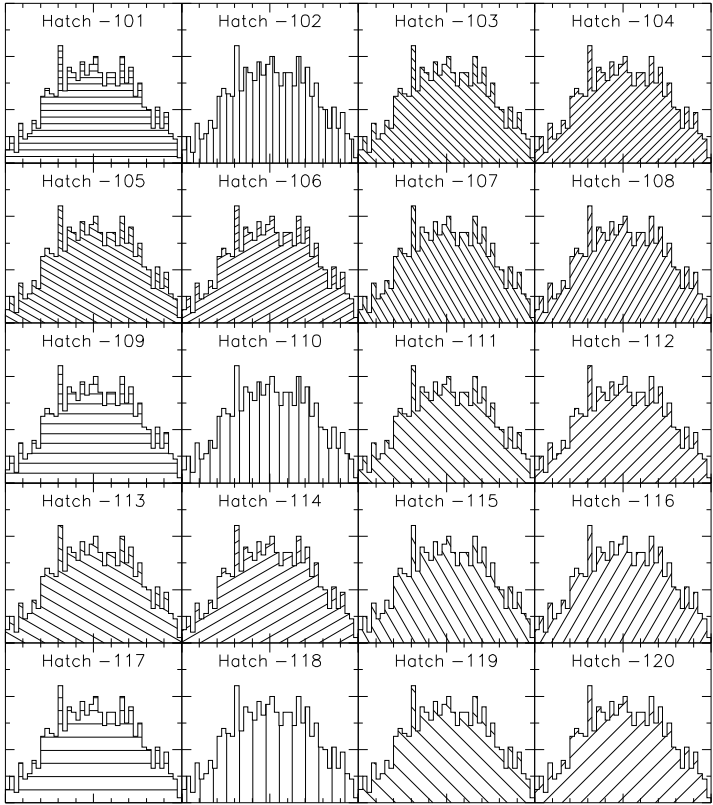 Hatch −101 Hatch −102 Hatch −103 Hatch −104
Hatch −105 Hatch −106 Hatch −107 Hatch −108
Hatch −109 Hatch −110 Hatch −111 Hatch −112
Hatch −113 Hatch −114 Hatch −115 Hatch −116
Hatch −117 Hatch −118 Hatch −119 Hatch −120